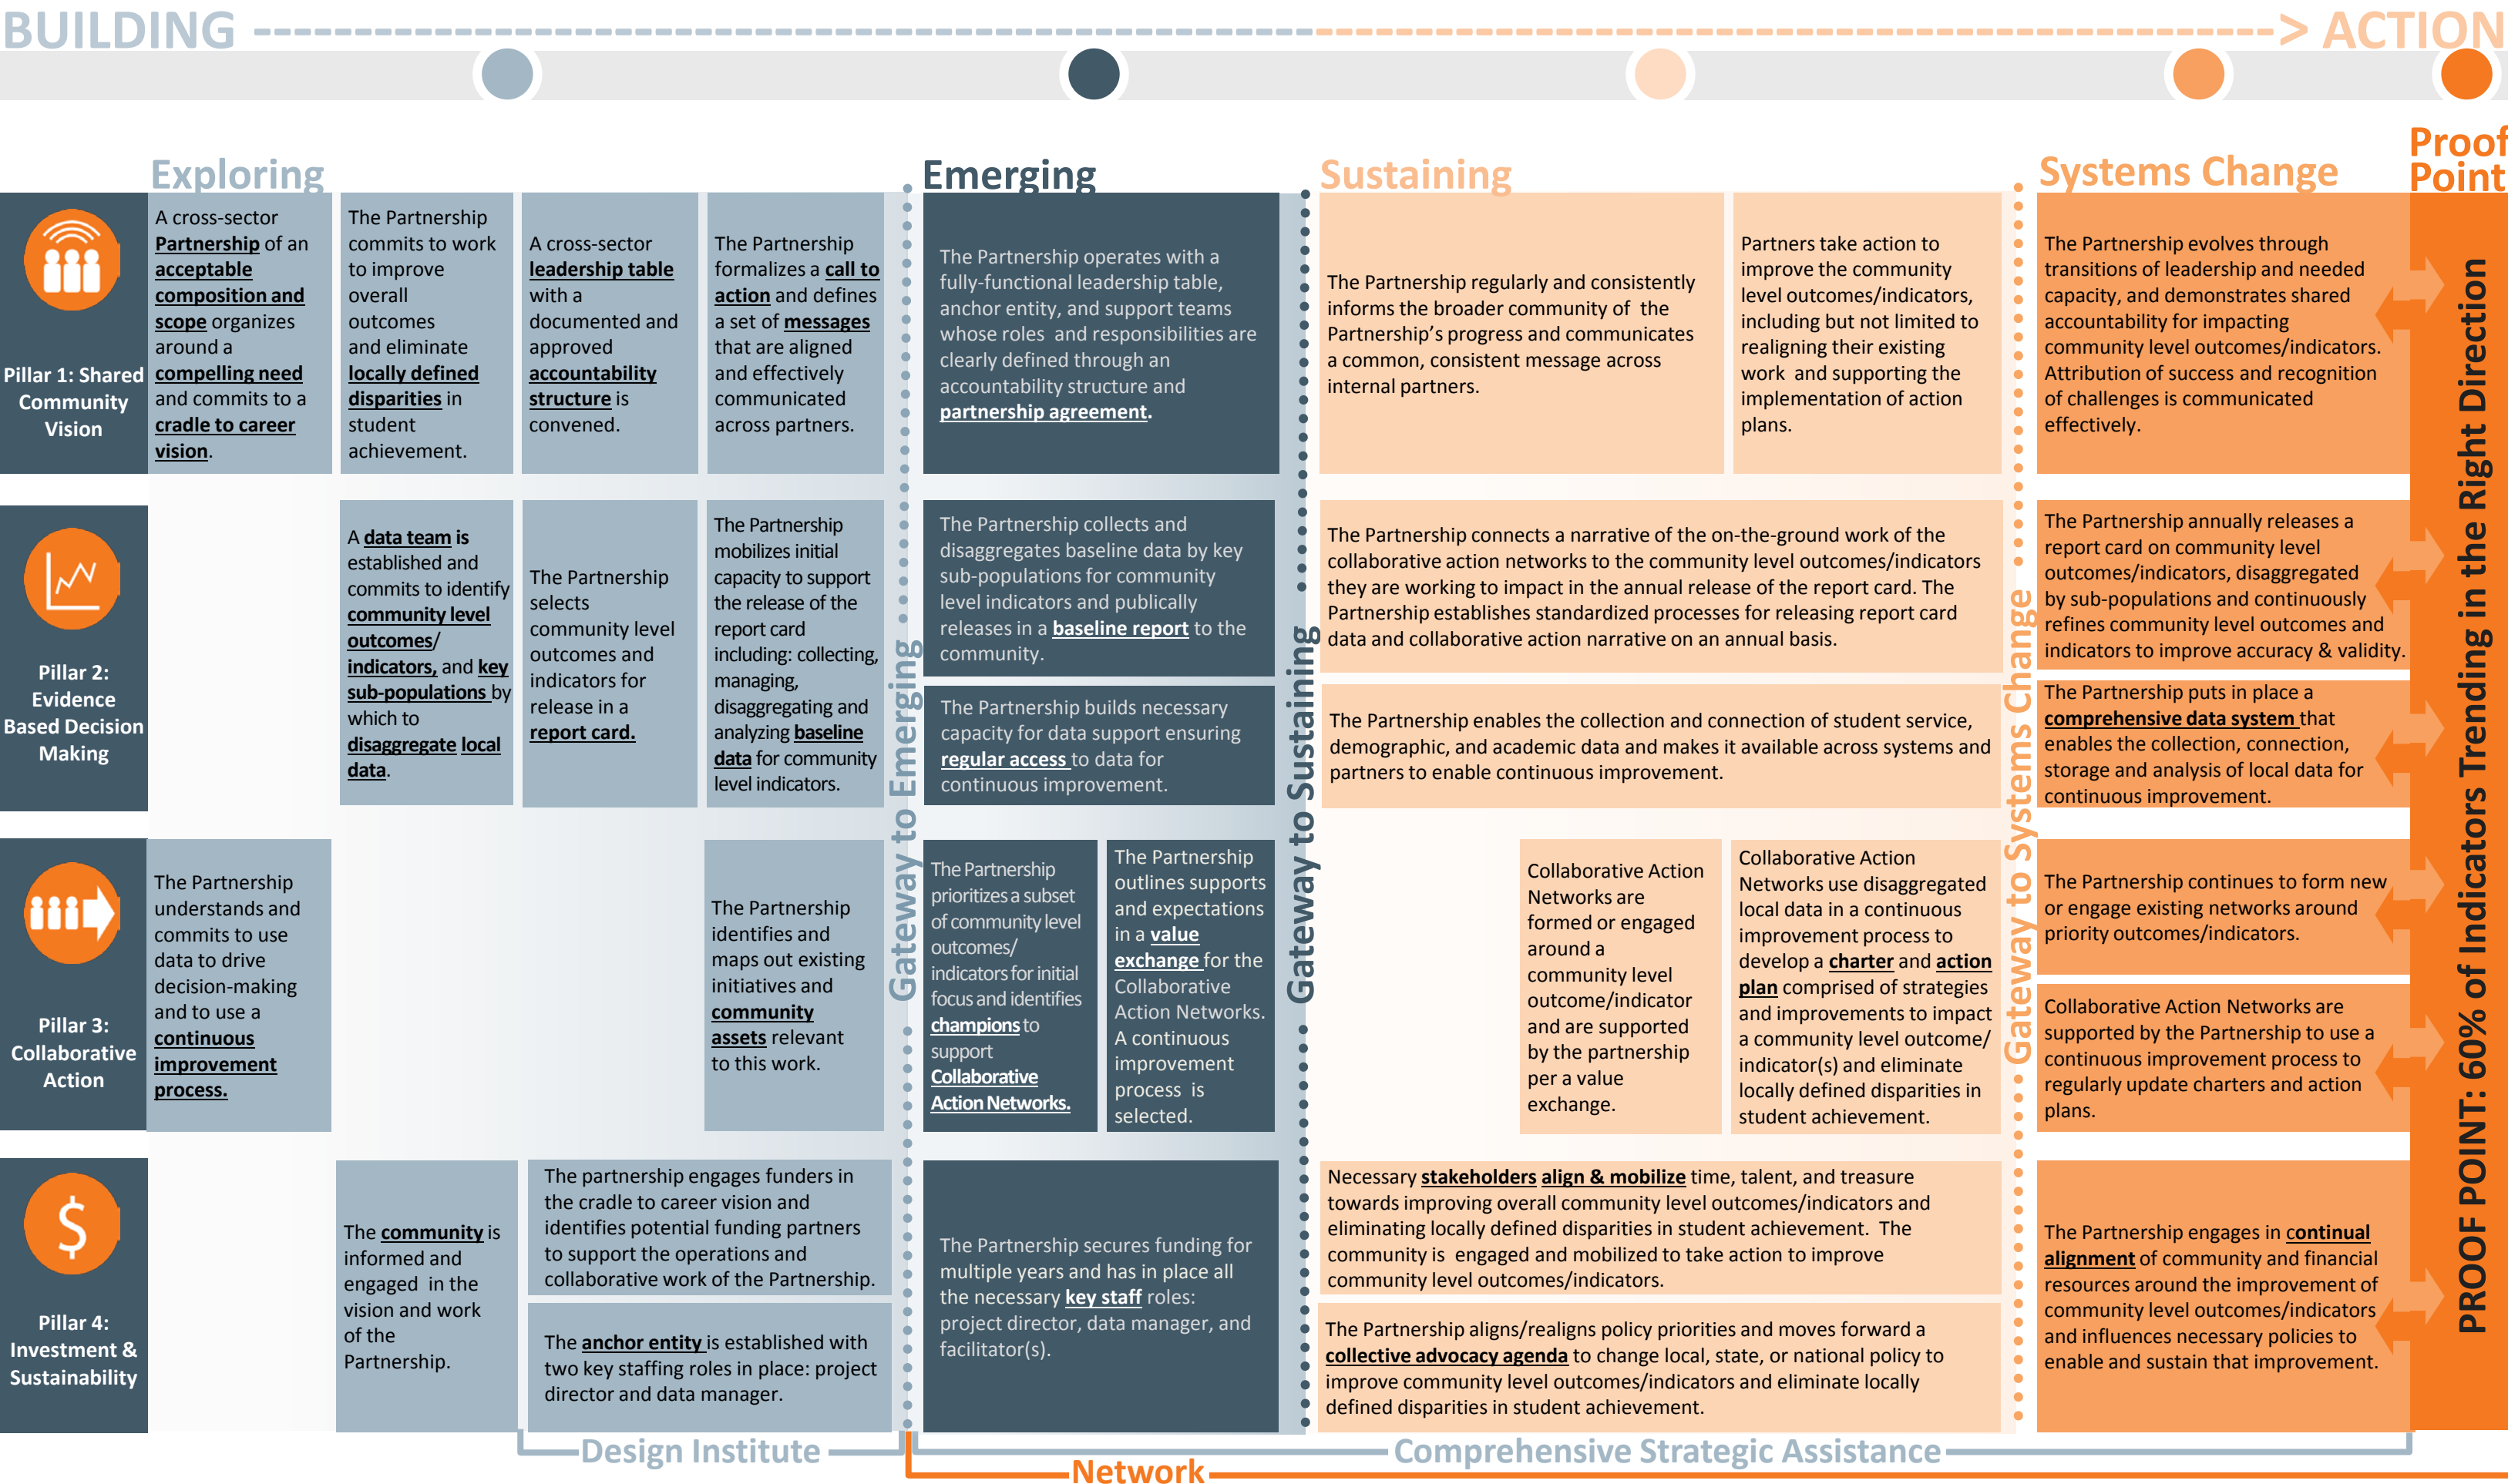 BUILDING
> ACTION
Exploring
Emerging
Sustaining
Systems Change
Proof
Point
Pillar 1: Shared
Community
Vision
A cross-sector
Partnership of an
acceptable
composition and
scope organizes
around a
compelling need
and commits to a
cradle to career
vision.
The Partnership
commits to work
to improve
overall
outcomes
and eliminate
locally defined
disparities in
student
achievement.
A cross-sector
leadership table
with a
documented and
approved
accountability
structure is
convened.
The Partnership
formalizes a call to
action and defines
a set of messages
that are aligned
and effectively
communicated
across partners.
The Partnership operates with a
fully-functional leadership table,
anchor entity, and support teams
whose roles and responsibilities are
clearly defined through an
accountability structure and
partnership agreement.
The Partnership regularly and consistently
informs the broader community of the
Partnership's progress and communicates
a common, consistent message across
internal partners.
Partners take action to
improve the community
level outcomes/indicators,
including but not limited to
realigning their existing
work and supporting the
implementation of action
plans.
The Partnership evolves through
transitions of leadership and needed
capacity, and demonstrates shared
accountability for impacting
community level outcomes/indicators.
Attribution of success and recognition
of challenges is communicated
effectively.
Pillar 2:
Evidence
Based Decision
Making
A data team is
established and
commits to identify
community level
outcomes/
indicators, and key
sub-populations by
which to
disaggregate local
data.
The Partnership
selects
community level
outcomes and
indicators for
release in a
report card.
The Partnership
mobilizes initial
capacity to support
the release of the
report card
including: collecting,
managing,
disaggregating and
analyzing baseline
data for community
level indicators.
The Partnership collects and
disaggregates baseline data by key
sub-populations for community
level indicators and publically
releases in a baseline report to the
community.
The Partnership builds necessary
capacity for data support ensuring
regular access to data for
continuous improvement.
The Partnership connects a narrative of the on-the-ground work of the
collaborative action networks to the community level outcomes/indicators
they are working to impact in the annual release of the report card. The
Partnership establishes standardized processes for releasing report card
data and collaborative action narrative on an annual basis.
The Partnership enables the collection and connection of student service,
demographic, and academic data and makes it available across systems and
partners to enable continuous improvement.
The Partnership annually releases a
report card on community level
outcomes/indicators, disaggregated
by sub-populations and continuously
refines community level outcomes and
indicators to improve accuracy & validity.
The Partnership puts in place a
comprehensive data system that
enables the collection, connection,
storage and analysis of local data for
continuous improvement.
Pillar 3:
Collaborative
Action
The Partnership
understands and
commits to use
data to drive
decision-making
and to use a
continuous
improvement
process.
The Partnership
identifies and
maps out existing
initiatives and
community
assets relevant
to this work.
The Partnership
prioritizes a subset
of community level
outcomes/
indicators for initial
focus and identifies
champions to
support
Collaborative
Action Networks.
The Partnership
outlines supports
and expectations
in a value
exchange for the
Collaborative
Action Networks.
A continuous
improvement
process is
selected.
Collaborative Action
Networks are
formed or engaged
around a
community level
outcome/indicator
and are supported
by the partnership
per a value
exchange.
Collaborative Action
Networks use disaggregated
local data in a continuous
improvement process to
develop a charter and action
plan comprised of strategies
and improvements to impact
a community level outcome/
indicator(s) and eliminate
locally defined disparities in
student achievement.
The Partnership continues to form new
or engage existing networks around
priority outcomes/indicators.
Collaborative Action Networks are
supported by the Partnership to use a
continuous improvement process to
regularly update charters and action
plans.
$
Pillar 4:
Investment &
Sustainability
The community is
informed and
engaged in the
vision and work
of the
Partnership.
The partnership engages funders in
the cradle to career vision and
identifies potential funding partners
to support the operations and
collaborative work of the Partnership.
The anchor entity is established with
two key staffing roles in place: project
director and data manager.
The Partnership secures funding for
multiple years and has in place all
the necessary key staff roles:
project director, data manager, and
facilitator(s).
Necessary stakeholders align & mobilize time, talent, and treasure
towards improving overall community level outcomes/indicators and
eliminating locally defined disparities in student achievement. The
community is engaged and mobilized to take action to improve
community level outcomes/indicators.
The Partnership aligns/realigns policy priorities and moves forward a
collective advocacy agenda to change local, state, or national policy to
improve community level outcomes/indicators and eliminate locally
defined disparities in student achievement.
The Partnership engages in continual
alignment of community and financial
resources around the improvement of
community level outcomes/indicators
and influences necessary policies to
enable and sustain that improvement.
Gateway to Emerging
Gateway to Sustaining
Gateway to Systems Change
PROOF POINT: 60% of Indicators Trending in the Right Direction
Design Institute
Comprehensive Strategic Assistance
Network